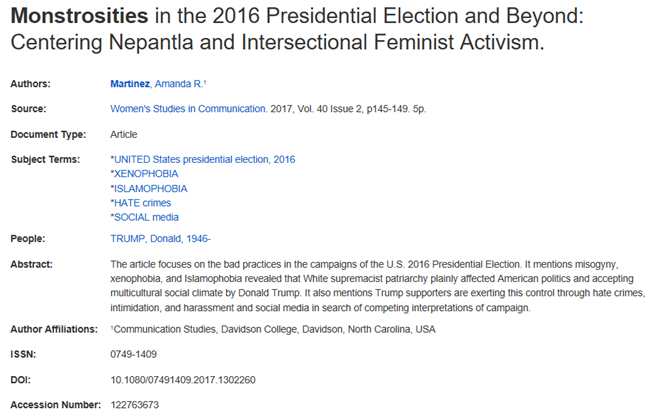 Monstrosities in the 2016 Presidential Election and Beyond:
Centering Nepantla and Intersectional Feminist Activism.
Authors: Martinez, Amanda R.¹
Source: Women's Studies in Communication. 2017, Vol. 40 Issue 2, p145-149. 5p.
Document Type: Article
Subject Terms: *UNITED States presidential election, 2016
*XENOPHOBIA
*ISLAMOPHOBIA
*HATE crimes
*SOCIAL media
People: TRUMP, Donald, 1946-
Abstract: The article focuses on the bad practices in the campaigns of the U.S. 2016 Presidential Election. It mentions misogyny,
xenophobia, and Islamophobia revealed that White supremacist patriarchy plainly affected American politics and accepting
multicultural social climate by Donald Trump. It also mentions Trump supporters are exerting this control through hate crimes,
intimidation, and harassment and social media in search of competing interpretations of campaign.
Author Affiliations: ¹Communication Studies, Davidson College, Davidson, North Carolina, USA
ISSN: 0749-1409
DOI: 10.1080/07491409.2017.1302260
Accession Number: 122763673